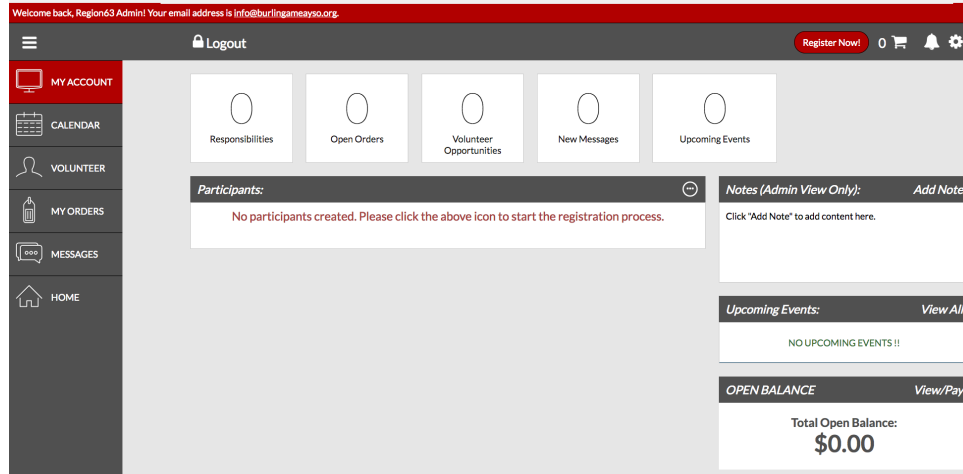 Welcome back, Region63 Admin! Your email address is info@burlingameayso.org.
Logout
Register Now!
0
MY ACCOUNT
CALENDAR
VOLUNTEER
MY ORDERS
MESSAGES
HOME
0
Responsibilities
0
Open Orders
0
Volunteer
Opportunities
0
New Messages
0
Upcoming Events
Participants:
No participants created. Please click the above icon to start the registration process.
Notes (Admin View Only): Add Note
Click "Add Note" to add content here.
Upcoming Events: View All
NO UPCOMING EVENTS !!
OPEN BALANCE View/Pay
Total Open Balance:
$0.00